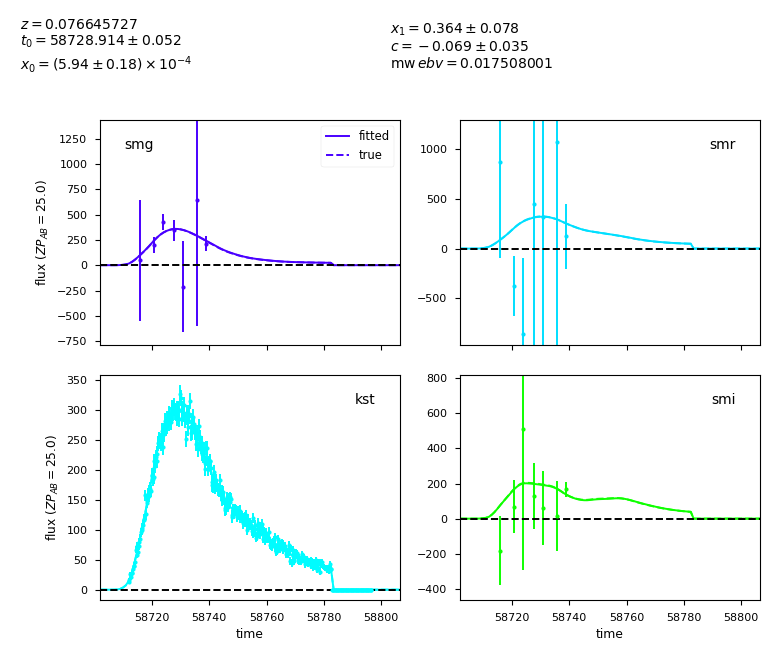 z = 0.076645727
t₀ = 58728.914 ± 0.052
x₀ = (5.94 ± 0.18) × 10⁻⁴
x₁ = 0.364 ± 0.078
c = −0.069 ± 0.035
mw ebv = 0.017508001
smg
fitted
true
1250
1000
750
500
250
0
−250
−500
−750
flux (ZP_AB = 25.0)
smr
1000
500
0
−500
kst
350
300
250
200
150
100
50
0
flux (ZP_AB = 25.0)
58720 58740 58760 58780 58800
time
smi
800
600
400
200
0
−200
−400
58720 58740 58760 58780 58800
time